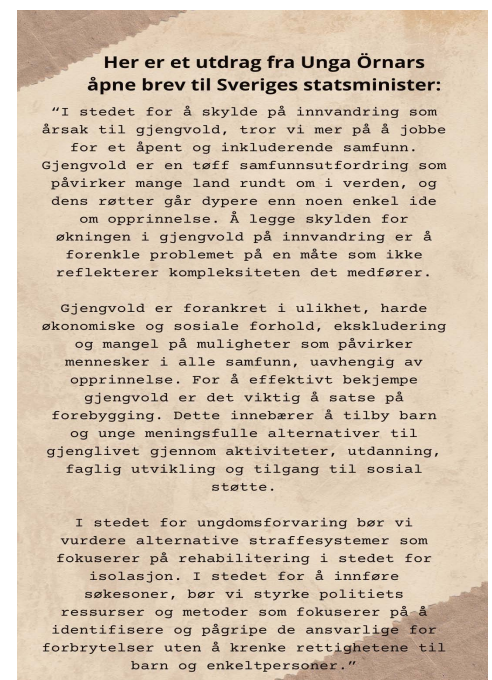 Her er et utdrag fra Unga Örnars
åpne brev til Sveriges statsminister:
“I stedet for å skylde på innvandring som
årsak til gjengvold, tror vi mer på å jobbe
for et åpent og inkluderende samfunn.
Gjengvold er en tøff samfunnsutfordring som
påvirker mange land rundt om i verden, og
dens røtter går dypere enn noen enkel ide
om opprinnelse. Å legge skylden for
økningen i gjengvold på innvandring er å
forenkle problemet på en måte som ikke
reflekterer kompleksiteten det medfører.
Gjengvold er forankret i ulikhet, harde
økonomiske og sosiale forhold, ekskludering
og mangel på muligheter som påvirker
mennesker i alle samfunn, uavhengig av
opprinnelse. For å effektivt bekjempe
gjengvold er det viktig å satse på
forebygging. Dette innebærer å tilby barn
og unge meningsfulle alternativer til
gjenglivet gjennom aktiviteter, utdanning,
faglig utvikling og tilgang til sosial
støtte.
I stedet for ungdomsforvaring bør vi
vurdere alternative straffesystemer som
fokuserer på rehabilitering i stedet for
isolasjon. I stedet for å innføre
søkesoner, bør vi styrke politiets
ressurser og metoder som fokuserer på å
identifisere og pågripe de ansvarlige for
forbrytelser uten å krenke rettighetene til
barn og enkeltpersoner.”